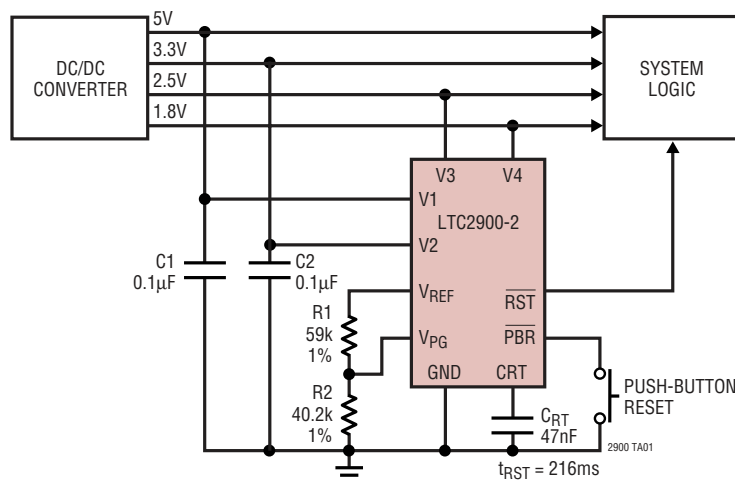 5V
3.3V
2.5V
1.8V
DC/DC
CONVERTER
SYSTEM
LOGIC
V3
V4
V1
LTC2900-2
V2
C1
0.1μF
C2
0.1μF
VREF
RST
R1
59k
1%
VPG
PBR
GND
CRT
R2
40.2k
1%
CRT
47nF
PUSH-BUTTON
RESET
2900 TA01
tRST = 216ms